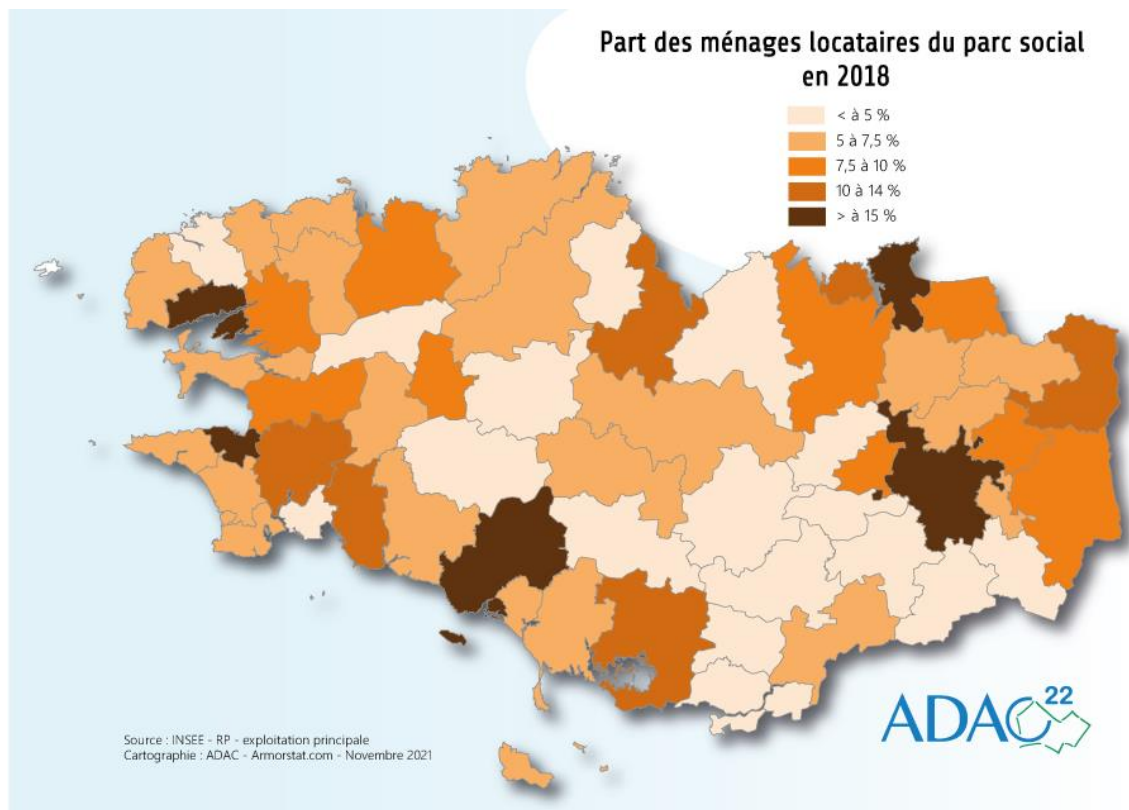 Part des ménages locataires du parc social
en 2018
< à 5 %
5 à 7,5 %
7,5 à 10 %
10 à 14 %
> à 15 %
ADAC22
Source : INSEE - RP - exploitation principale
Cartographie : ADAC - Armorstat.com - Novembre 2021